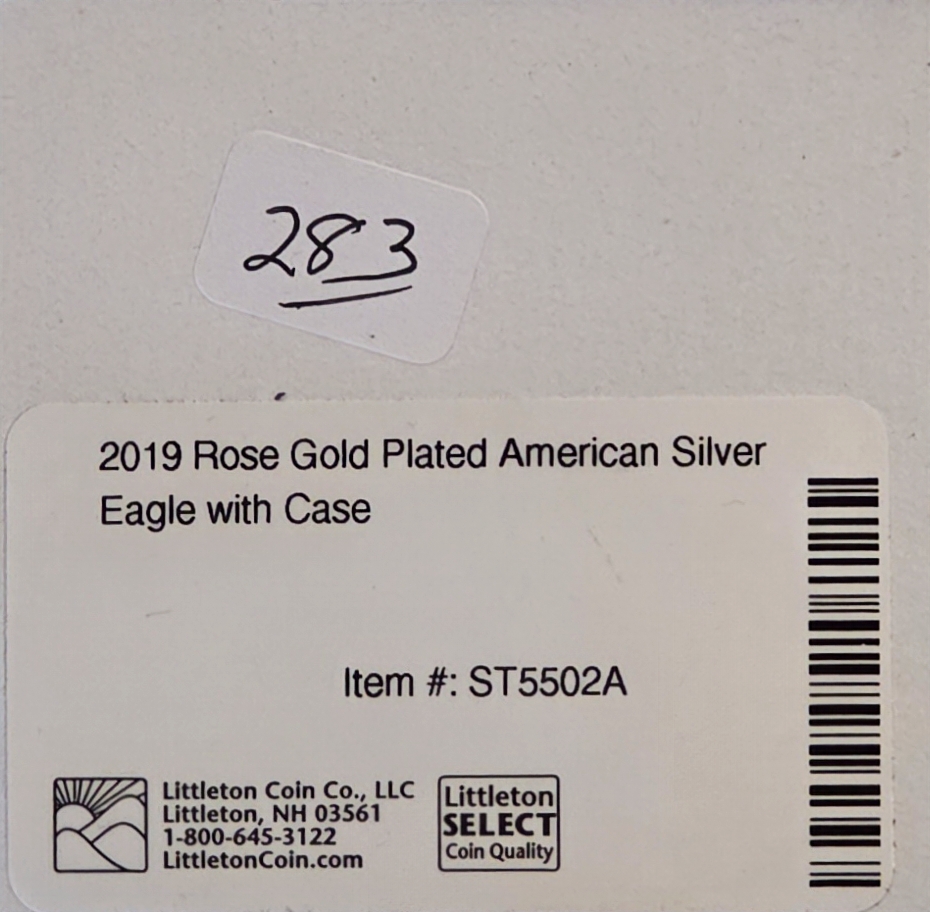 283
2019 Rose Gold Plated American Silver
Eagle with Case
Item #: ST5502A
Littleton Coin Co., LLC
Littleton, NH 03561
1-800-645-3122
LittletonCoin.com
Littleton
SELECT
Coin Quality